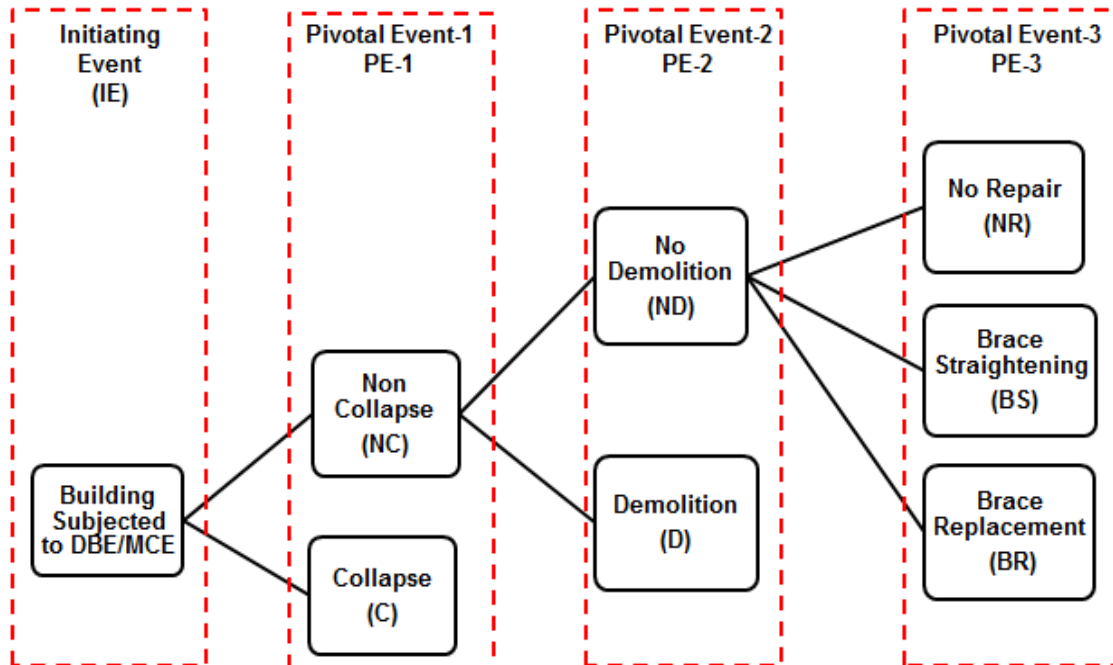 Initiating
Event
(IE)
Pivotal Event-1
PE-1
Pivotal Event-2
PE-2
Pivotal Event-3
PE-3
Building
Subjected
to DBE/MCE
Non
Collapse
(NC)
Collapse
(C)
No
Demolition
(ND)
Demolition
(D)
No Repair
(NR)
Brace
Straightening
(BS)
Brace
Replacement
(BR)